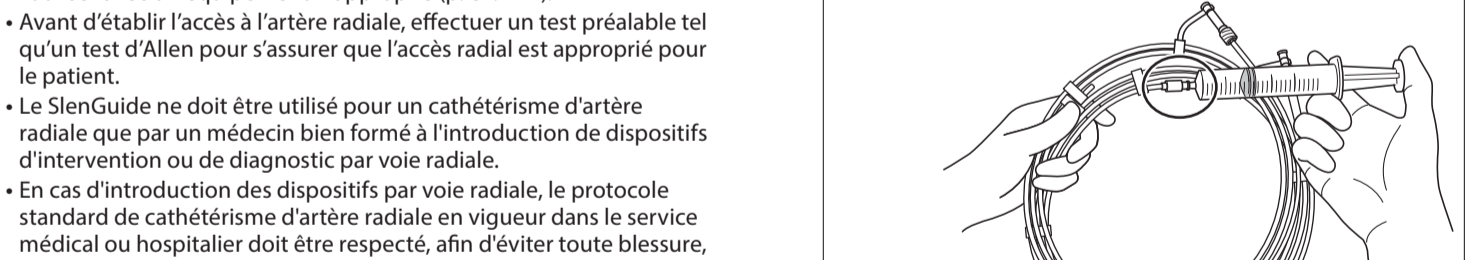 • Avant d’établir l’accès à l’artère radiale, effectuer un test préalable tel
qu’un test d’Allen pour s’assurer que l’accès radial est approprié pour
le patient.
• Le SlenGuide ne doit être utilisé pour un cathétérisme d'artère
radiale que par un médecin bien formé à l'introduction de dispositifs
d'intervention ou de diagnostic par voie radiale.
• En cas d'introduction des dispositifs par voie radiale, le protocole
standard de cathétérisme d'artère radiale en vigueur dans le service
médical ou hospitalier doit être respecté, afin d'éviter toute blessure,